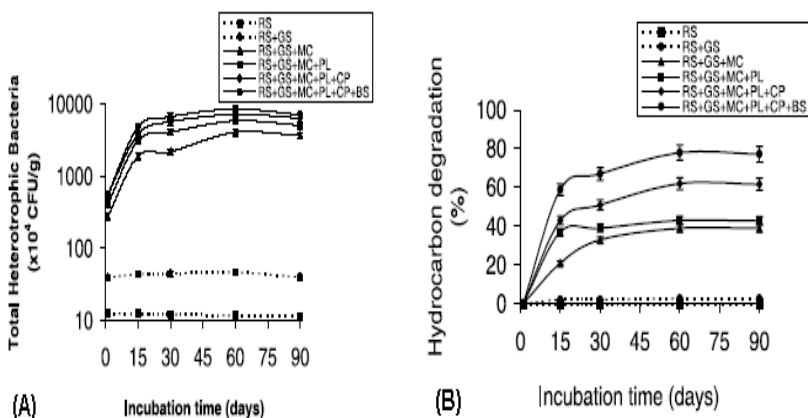 RS
RS+GS
RS+GS+MC
RS+GS+MC+PL
RS+GS+MC+PL+CP
RS+GS+MC+PL+CP+BS
Total Heterotrophic Bacteria
(x10⁴ CFU/g)
10000
1000
100
10
0 15 30 45 60 75 90
Incubation time (days)
(A)
RS
RS+GS
RS+GS+MC
RS+GS+MC+PL
RS+GS+MC+PL+CP
RS+GS+MC+PL+CP+BS
Hydrocarbon degradation
(%)
100
80
60
40
20
0
0 15 30 45 60 75 90
Incubation time (days)
(B)